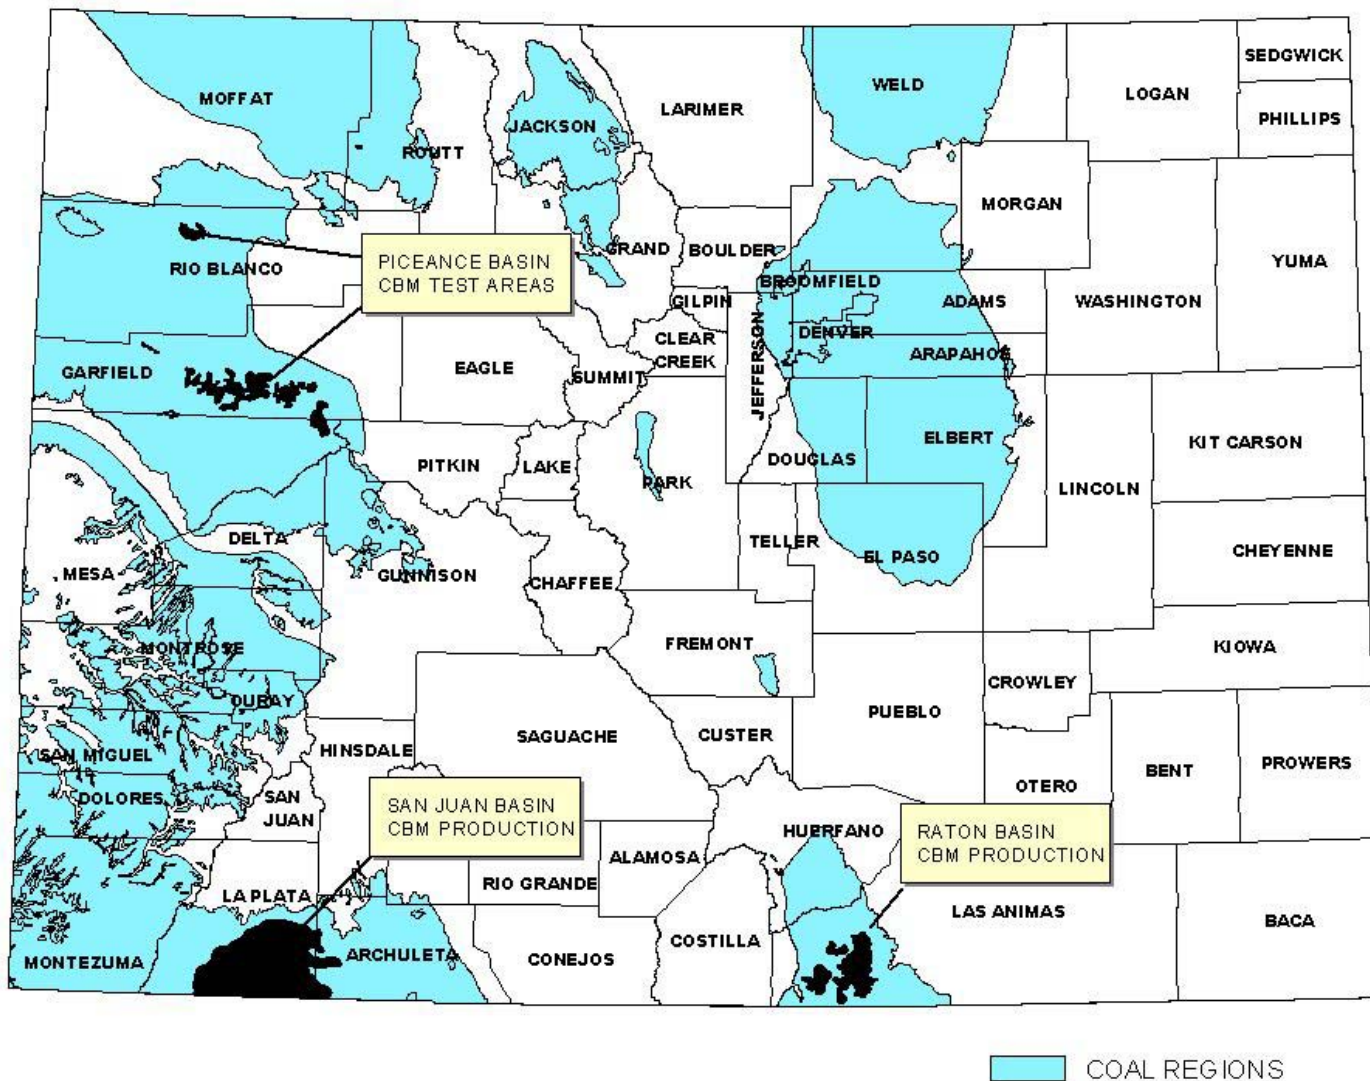 SEDGWICK
WELD
LOGAN
MOFFAT
LARIMER
PHILLIPS
JACKSON
ROUTT
MORGAN
GRAND
BOULDER
YUMA
PICEANCE BASIN
CBM TEST AREAS
RIO BLANCO
BROOMFIELD
GILPIN
ADAMS
WASHINGTON
CLEAR
CREEK
DENVER
JEFFERSON
ARAPAHOE
GARFIELD
EAGLE
SUMMIT
ELBERT
KIT CARSON
PITKIN
LAKE
DOUGLAS
PARK
LINCOLN
DELTA
TELLER
EL PASO
CHEYENNE
MESA
GUNNISON
CHAFFEE
MONTROSE
FREMONT
KIOWA
OURAY
CROWLEY
PUEBLO
SAGUACHE
CUSTER
HINSDALE
SAN MIGUEL
PROWERS
BENT
OTERO
DOLORES
SAN
JUAN
SAN JUAN BASIN
CBM PRODUCTION
HUERFANO
RATON BASIN
CBM PRODUCTION
ALAMOSA
RIO GRANDE
LA PLATA
LAS ANIMAS
BACA
COSTILLA
MONTEZUMA
ARCHULETA
CONEJOS
COAL REGIONS